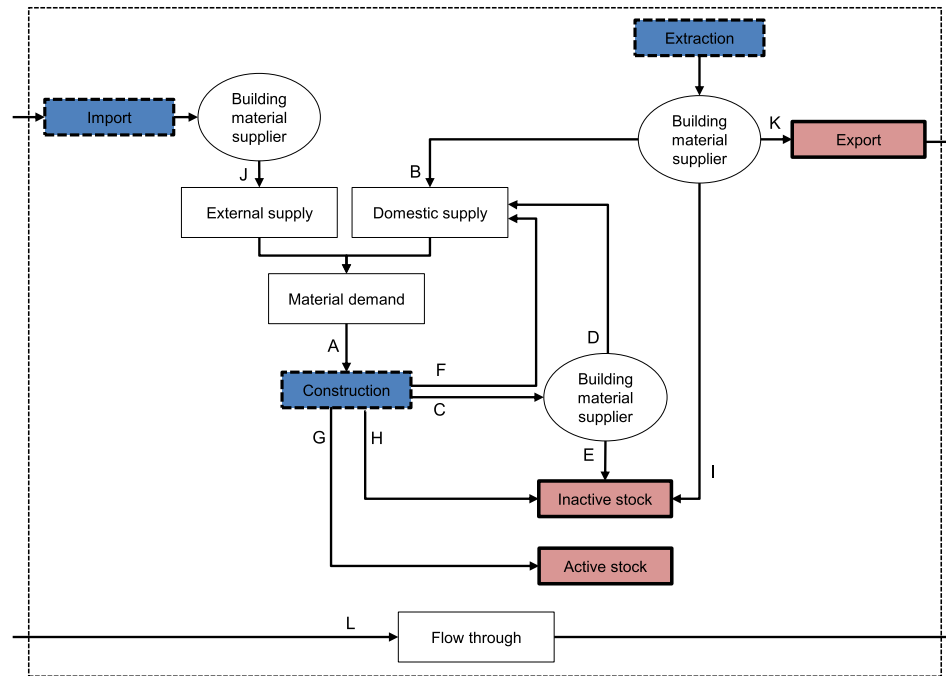 Extraction
Import
Building
material
supplier
Building
material
supplier
K
Export
J
B
External supply
Domestic supply
Material demand
A
D
F
Construction
C
Building
material
supplier
G
H
E
I
Inactive stock
Active stock
L
Flow through